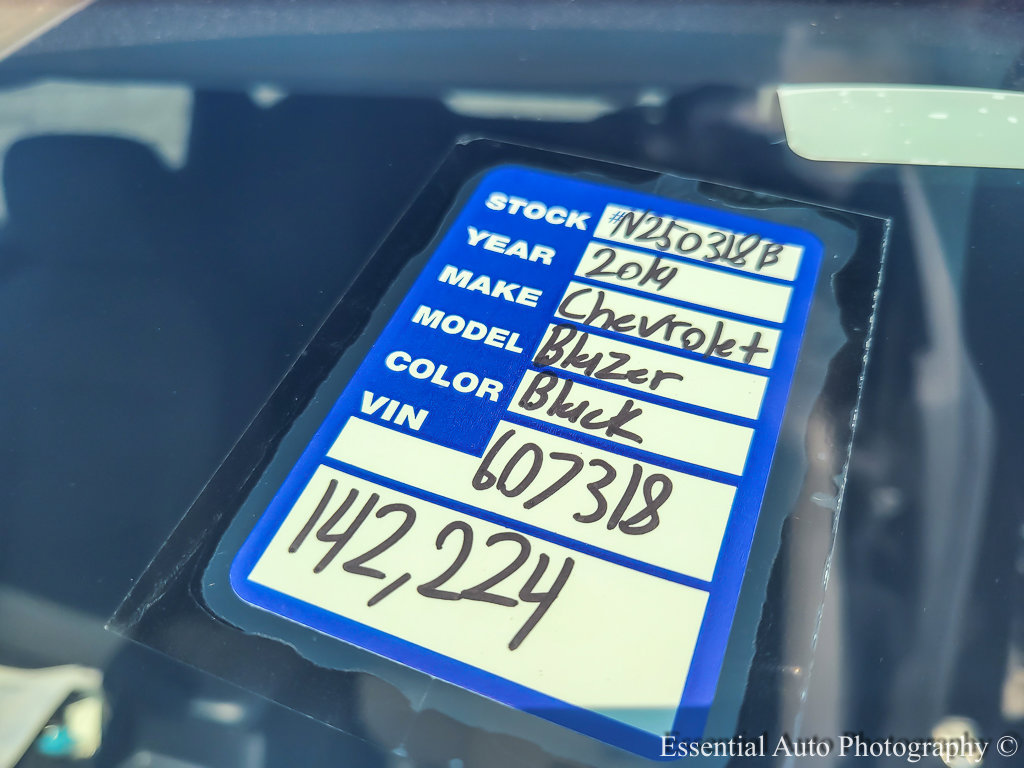 STOCK #N250318B
YEAR 2019
MAKE Chevrolet
MODEL Blazer
COLOR Black
VIN 607318
142,224
Essential Auto Photography ©